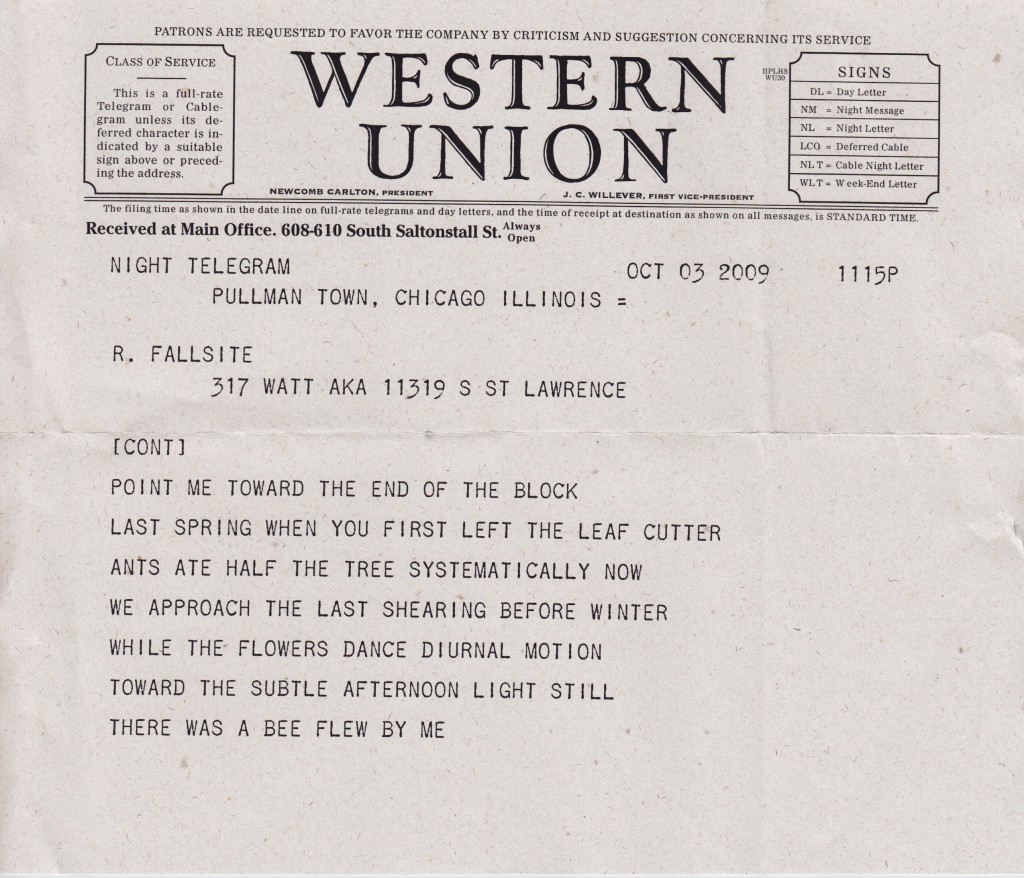 PATRONS ARE REQUESTED TO FAVOR THE COMPANY BY CRITICISM AND SUGGESTION CONCERNING ITS SERVICE
CLASS OF SERVICE
This is a full-rate
Telegram or Cable-
gram unless its de-
ferred character is in-
dicated by a suitable
sign above or preced-
ing the address.
WESTERN
UNION
NEWCOMB CARLTON, PRESIDENT
J. C. WILLEVER, FIRST VICE-PRESIDENT
HPLHS
WU30
SIGNS
DL = Day Letter
NM = Night Message
NL = Night Letter
LCO = Deferred Cable
NLT = Cable Night Letter
WLT = Week-End Letter
The filing time as shown in the date line on full-rate telegrams and day letters, and the time of receipt at destination as shown on all messages, is STANDARD TIME.
Received at Main Office. 608-610 South Saltonstall St. Always Open
NIGHT TELEGRAM OCT 03 2009 1115P
PULLMAN TOWN, CHICAGO ILLINOIS =
R. FALLSITE
317 WATT AKA 11319 S ST LAWRENCE
[CONT]
POINT ME TOWARD THE END OF THE BLOCK
LAST SPRING WHEN YOU FIRST LEFT THE LEAF CUTTER
ANTS ATE HALF THE TREE SYSTEMATICALLY NOW
WE APPROACH THE LAST SHEARING BEFORE WINTER
WHILE THE FLOWERS DANCE DIURNAL MOTION
TOWARD THE SUBTLE AFTERNOON LIGHT STILL
THERE WAS A BEE FLEW BY ME